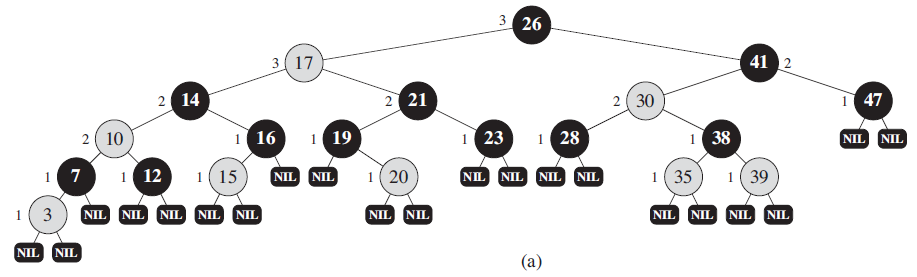 3 26
3 17 41 2
2 14 2 21 2 30 1 47
2 10 1 16 1 19 1 23 1 28 1 38 NIL NIL
1 7 1 12 1 15 NIL NIL 1 20 NIL NIL NIL NIL 1 35 1 39
1 3 NIL NIL NIL NIL NIL NIL NIL NIL NIL NIL NIL
NIL NIL
(a)